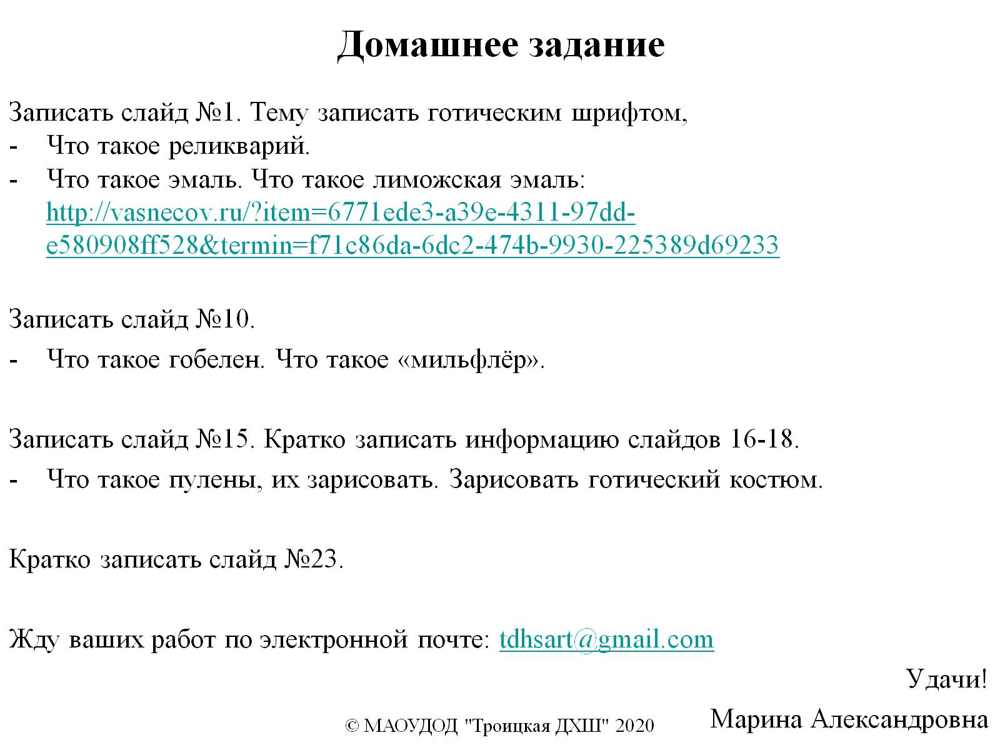 Домашнее задание
Записать слайд №1. Тему записать готическим шрифтом,
- Что такое реликварий.
- Что такое эмаль. Что такое лиможская эмаль:
http://vasnecov.ru/?item=6771ede3-a39e-4311-97dd-
e580908ff528&termin=f71c86da-6dc2-474b-9930-225389d69233
Записать слайд №10.
- Что такое гобелен. Что такое «мильфлёр».
Записать слайд №15. Кратко записать информацию слайдов 16-18.
- Что такое пулены, их зарисовать. Зарисовать готический костюм.
Кратко записать слайд №23.
Жду ваших работ по электронной почте: tdhsart@gmail.com
Удачи!
Марина Александровна
© МАОУДОД "Троицкая ДХШ" 2020